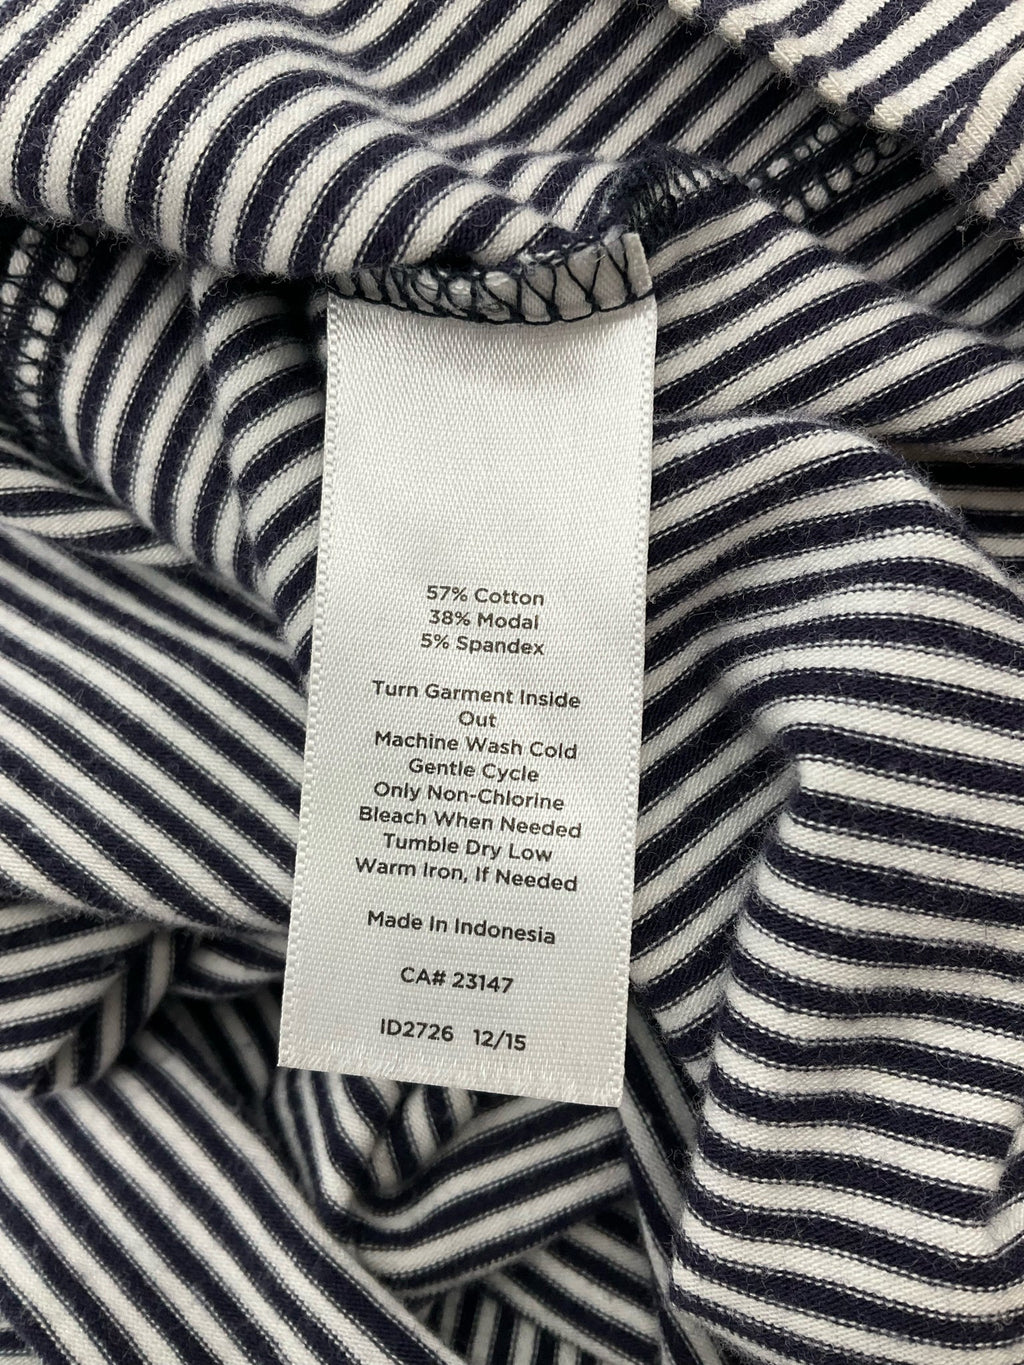 57% Cotton
38% Modal
5% Spandex
Turn Garment Inside
Out
Machine Wash Cold
Gentle Cycle
Only Non-Chlorine
Bleach When Needed
Tumble Dry Low
Warm Iron, If Needed
Made In Indonesia
CA# 23147
ID2726 12/15